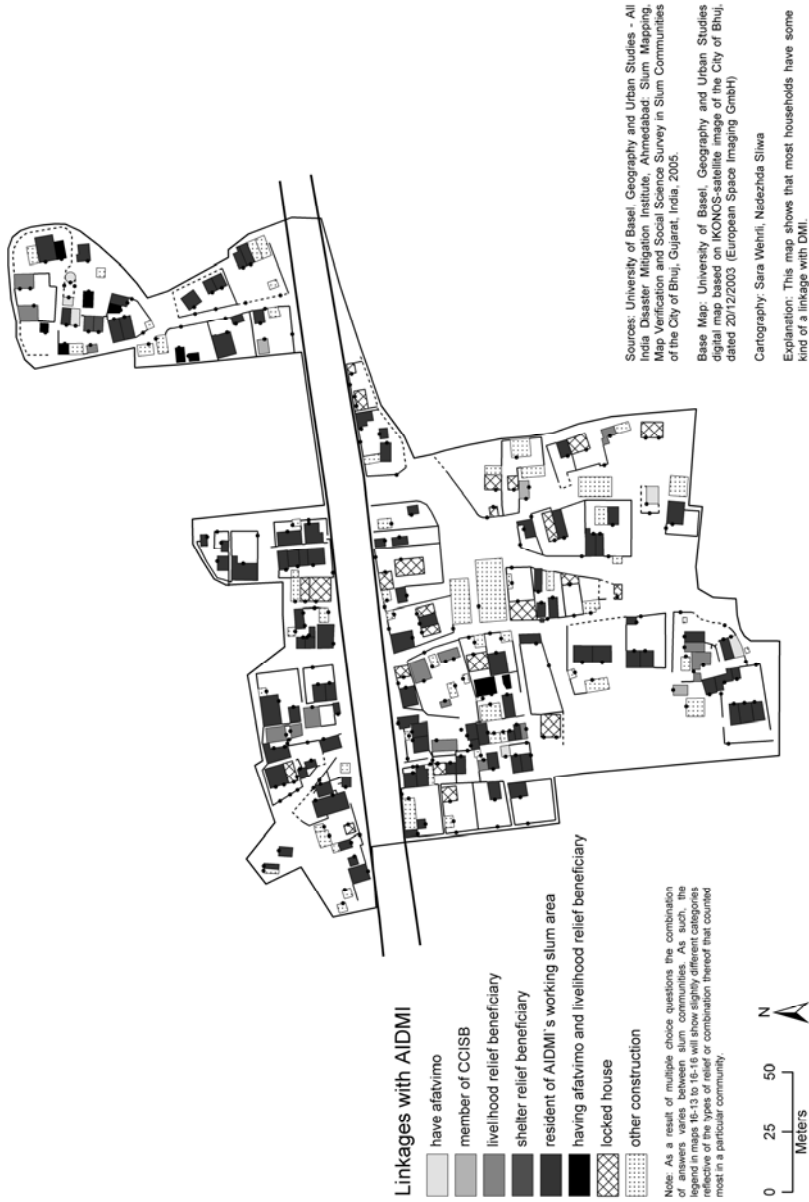 Linkages with AIDMI
have afatvimo
member of CCISB
livelihood relief beneficiary
shelter relief beneficiary
resident of AIDMI`s working slum area
having afatvimo and livelihood relief beneficiary
locked house
other construction
Note: As a result of multiple choice questions the combination
of answers varies between slum communities. As such, the
legend in maps 16-13 to 16-16 will show slightly different categories
reflective of the types of relief or combination thereof that counted
most in a particular community.
0 25 50
Meters
N
Sources: University of Basel, Geography and Urban Studies - All
India Disaster Mitigation Institute, Ahmedabad: Slum Mapping,
Map Verification and Social Science Survey in Slum Communities
of the City of Bhuj, Gujarat, India, 2005.
Base Map: University of Basel, Geography and Urban Studies
digital map based on IKONOS-satellite image of the City of Bhuj,
dated 20/12/2003 (European Space Imaging GmbH)
Cartography: Sara Wehrli, Nadezhda Sliwa
Explanation: This map shows that most households have some
kind of a linkage with DMI.